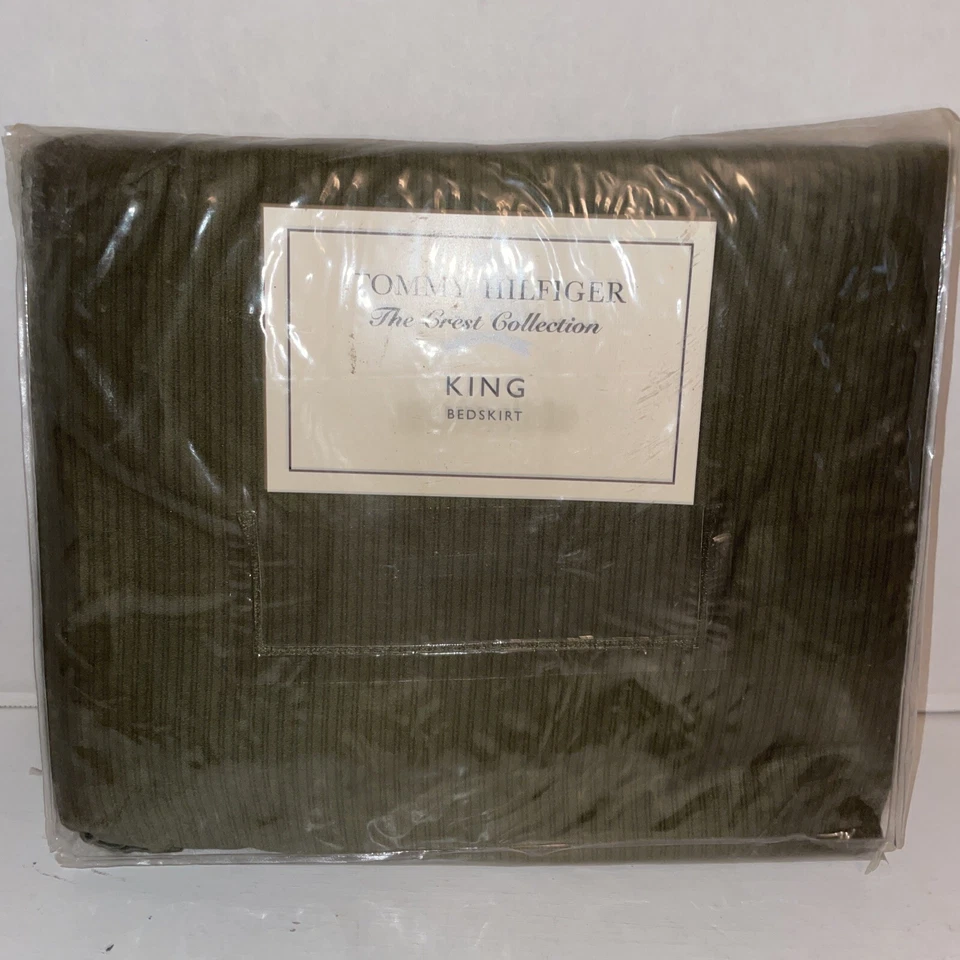 TOMMY HILFIGER
The Crest Collection
KING
BEDSKIRT